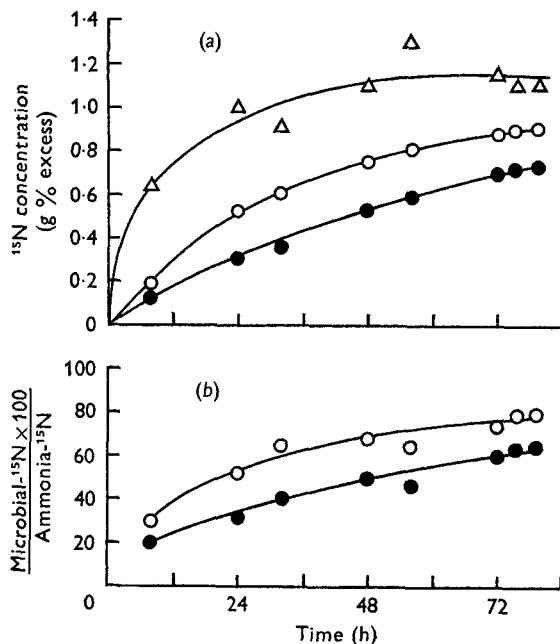 (a)
¹⁵N concentration
(g % excess)
1·4
1·2
1·0
0·8
0·6
0·4
0·2
0
(b)
Microbial-¹⁵N × 100
Ammonia-¹⁵N
100
80
60
40
20
0
24
48
72
Time (h)